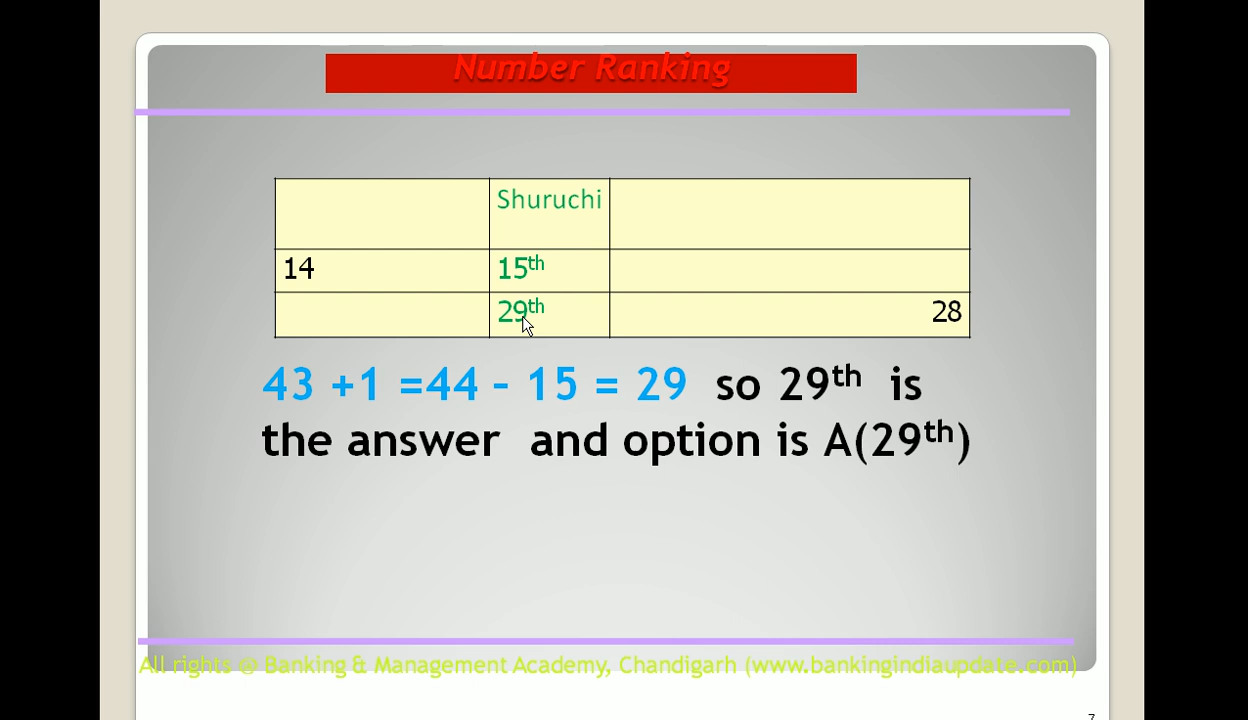 Number Ranking
Shuruchi
14 15th
29th 28
43 +1 =44 – 15 = 29 so 29th is
the answer and option is A(29th)
All rights @ Banking & Management Academy, Chandigarh (www.bankingindiaupdate.com)
7